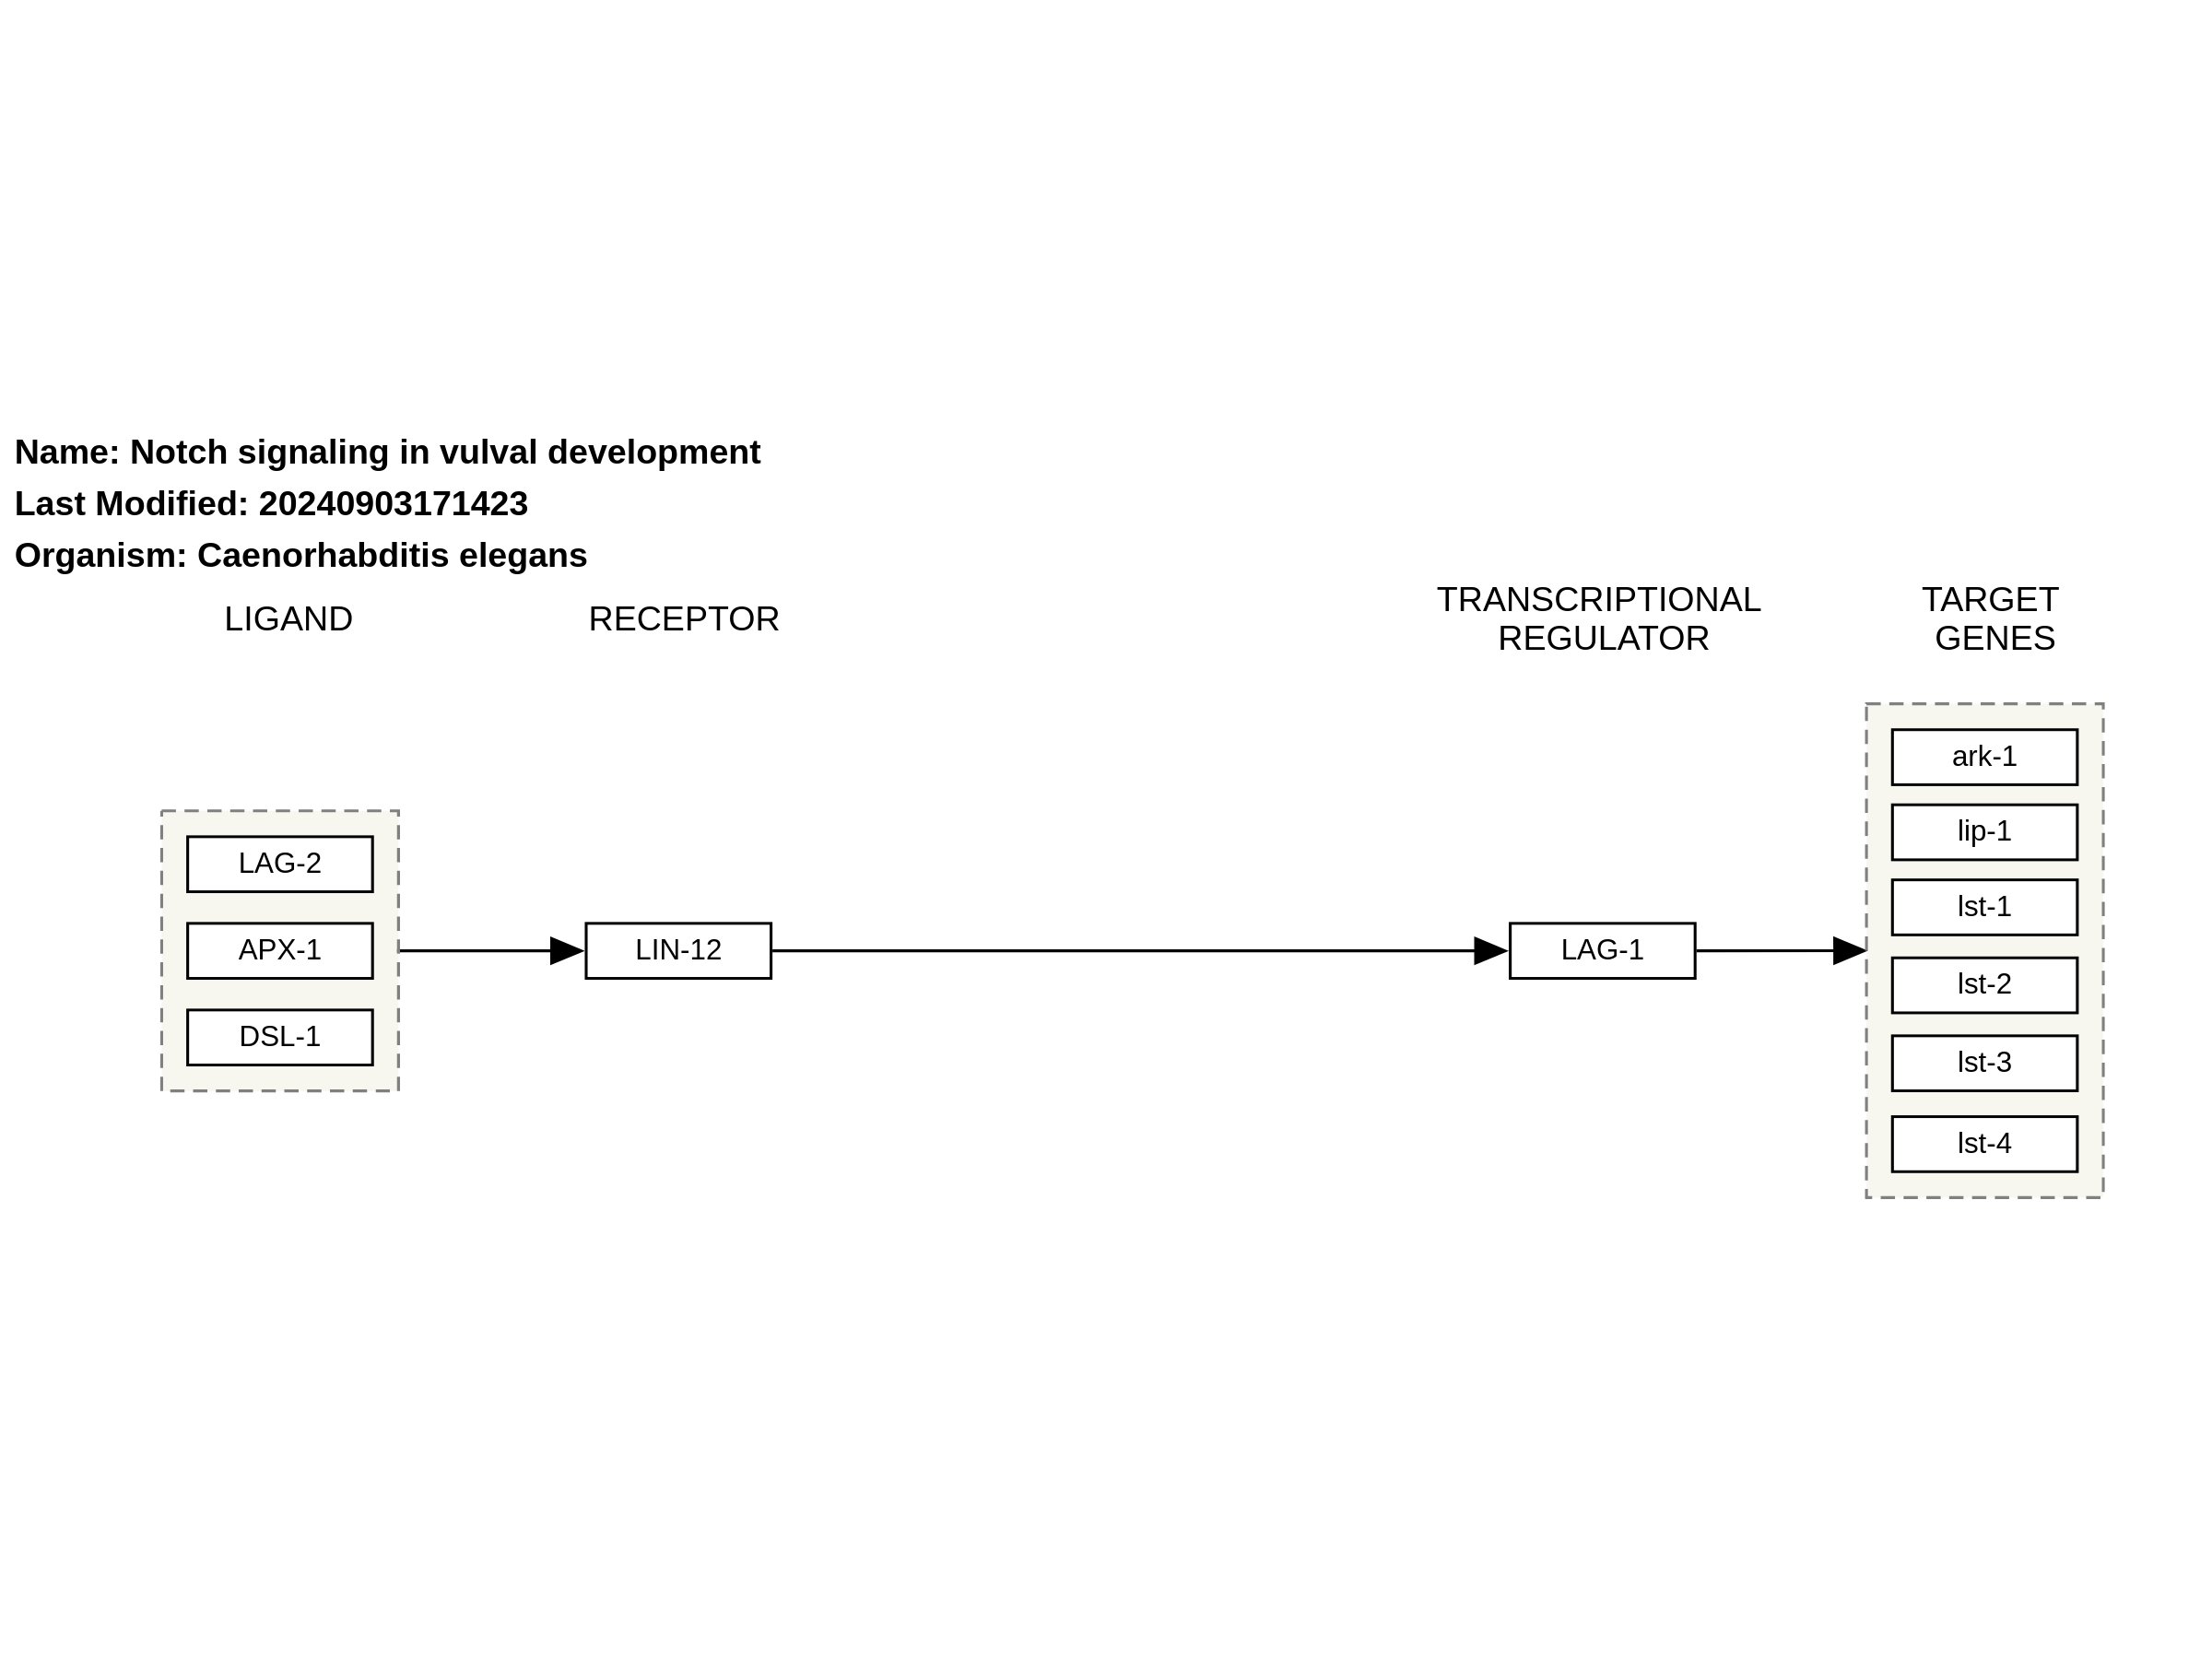 Name: Notch signaling in vulval development
Last Modified: 20240903171423
Organism: Caenorhabditis elegans
LIGAND
RECEPTOR
TRANSCRIPTIONAL
REGULATOR
TARGET
GENES
LAG-2
APX-1
DSL-1
LIN-12
LAG-1
ark-1
lip-1
lst-1
lst-2
lst-3
lst-4